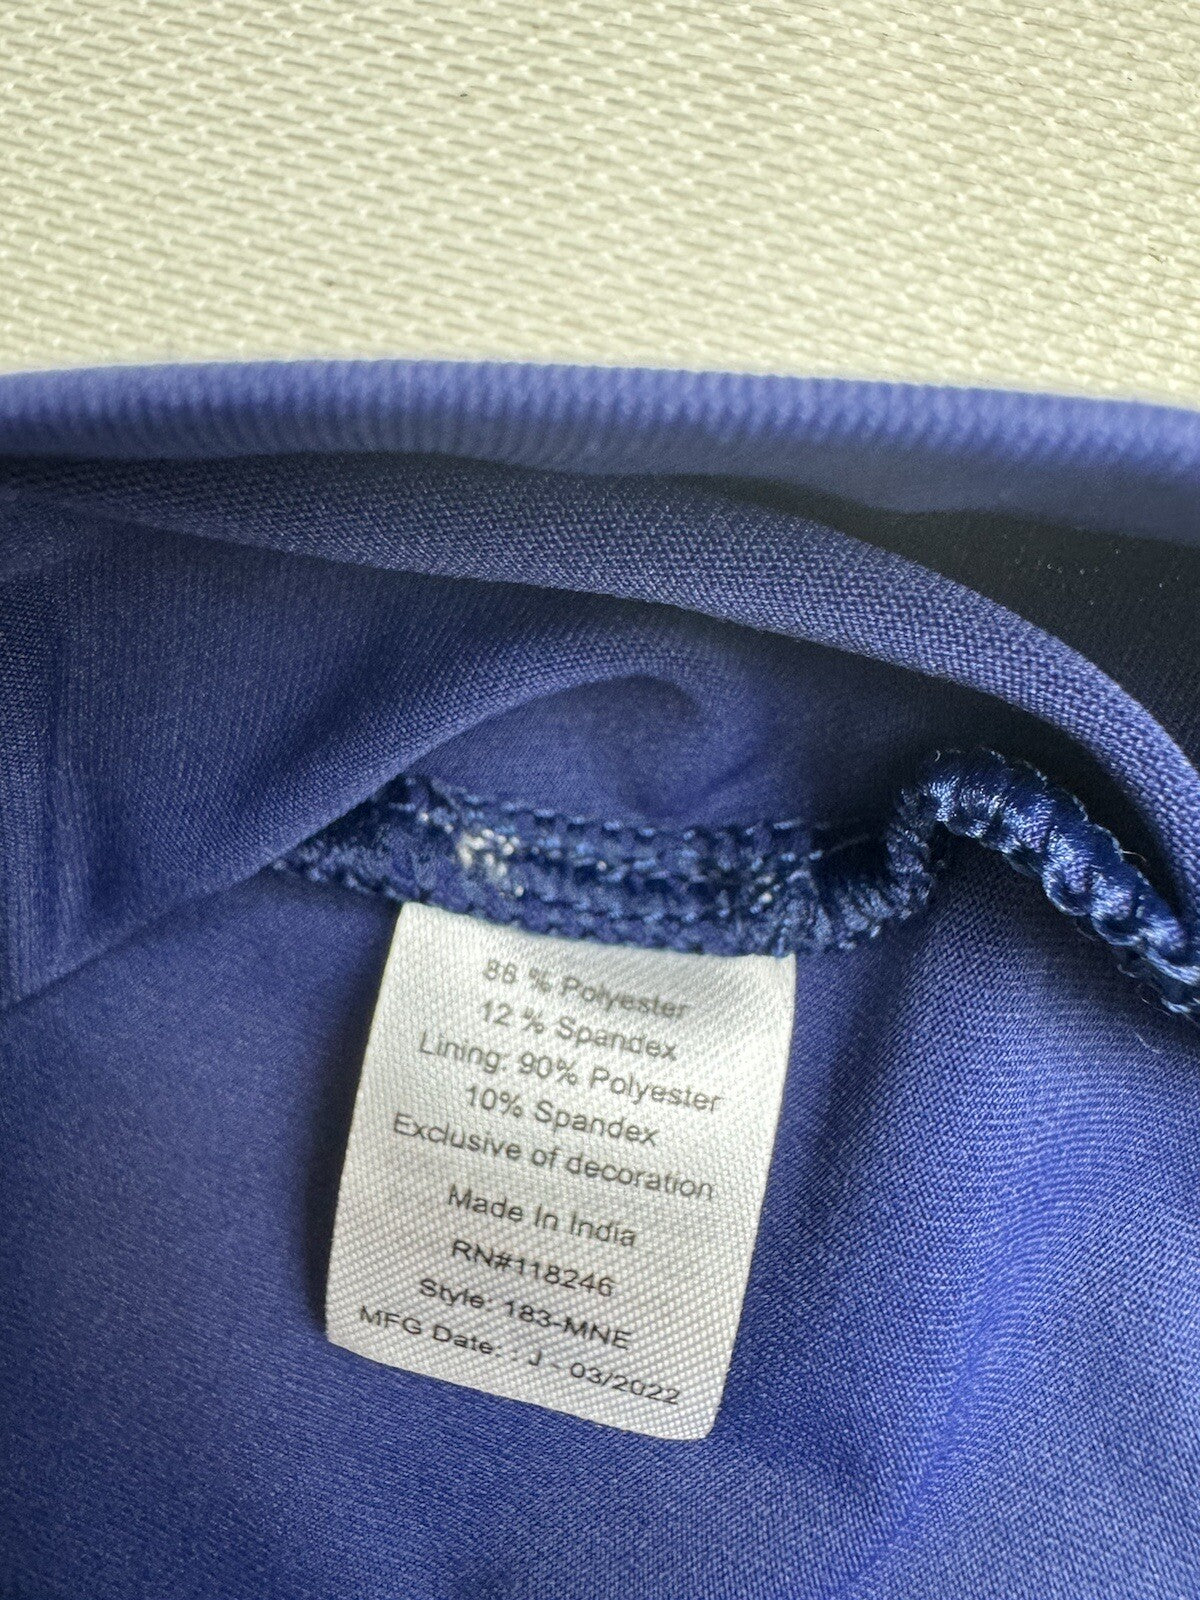 88 % Polyester
12 % Spandex
Lining: 90% Polyester
10% Spandex
Exclusive of decoration
Made In India
RN#118246
Style: 183-MNE
MFG Date: : J - 03/2022